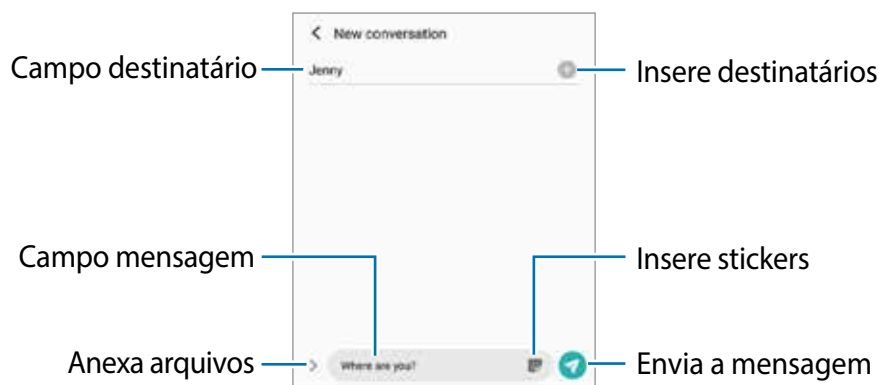 New conversation
Campo destinatário
Jenny
Insere destinatários
Campo mensagem
Insere stickers
Anexa arquivos
Where are you?
Envia a mensagem